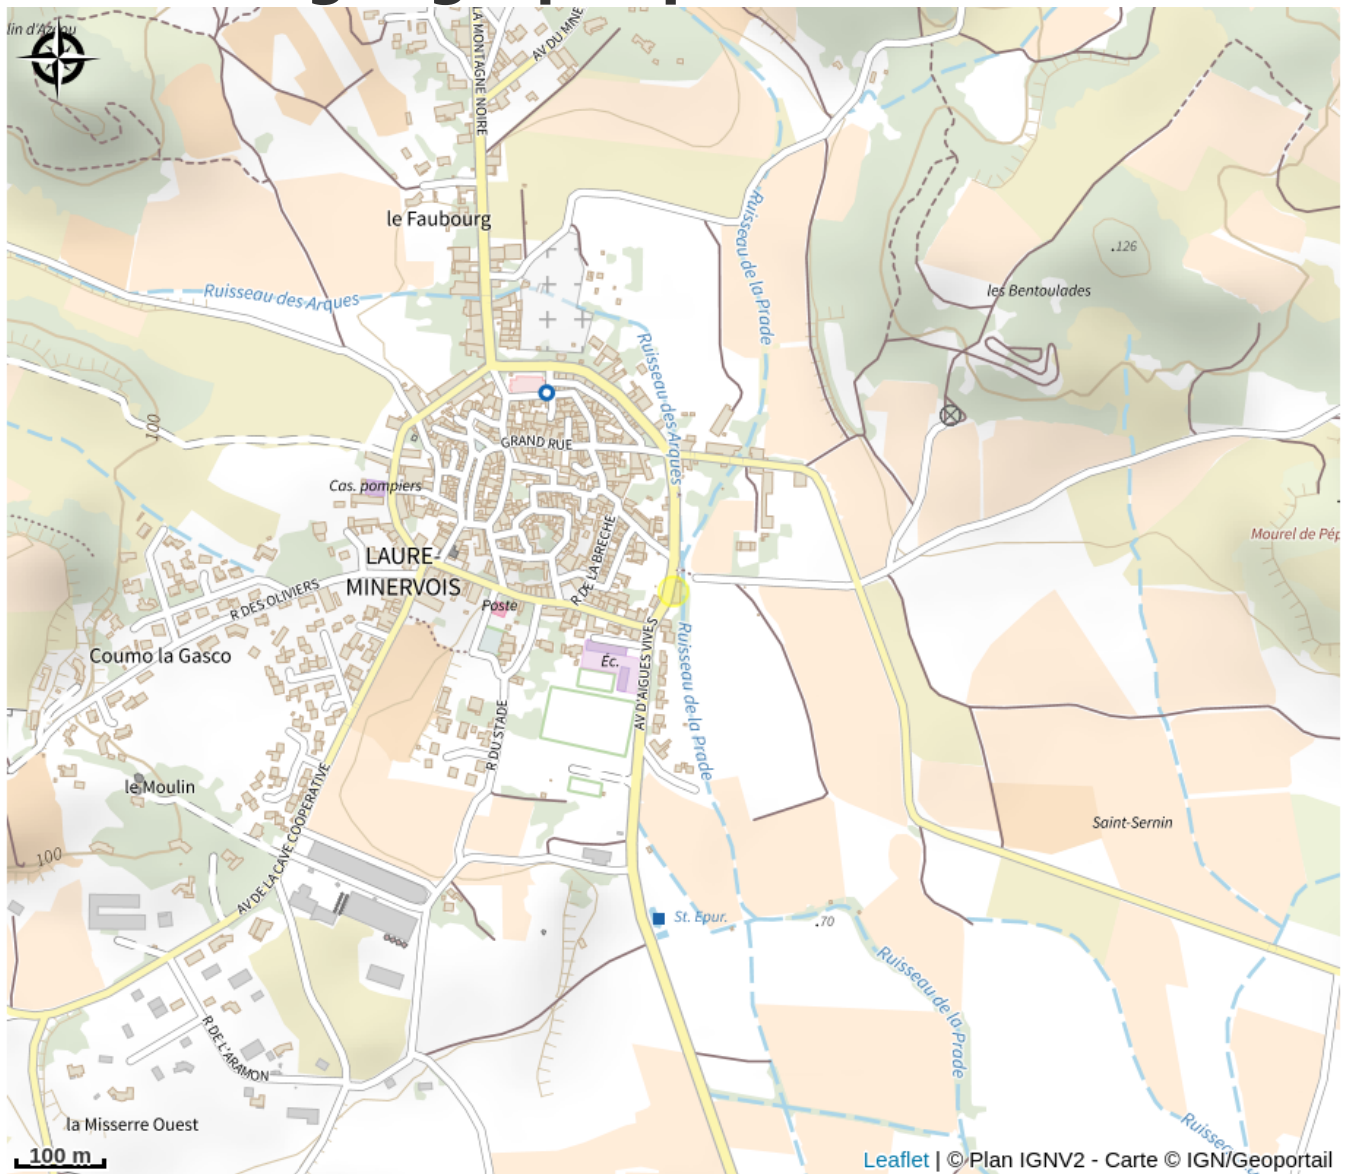 LA MONTAGNE NOIRE
AV DU MINE
le Faubourg
Ruisseau de la Prade
.126
les Bentoulades
Ruisseau des Arques
Ruisseau des Arques
100
GRAND RUE
Cas. pompiers
Mourel de Pép
LAURE-
MINERVOIS
R DE LA BRECHE
R DES OLIVIERS
Poste
Coumo la Gasco
Éc.
AV D'AIGUES VIVES
Ruisseau de la Prade
R DU STADE
le Moulin
AV DE LA CAVE COOPERATIVE
Saint-Sernin
100
St. Epur.
.70
Ruisseau de la Prade
R DE L'ARAMON
la Misserre Ouest
Ruisseau
100 m
Leaflet | © Plan IGNV2 - Carte © IGN/Geoportail